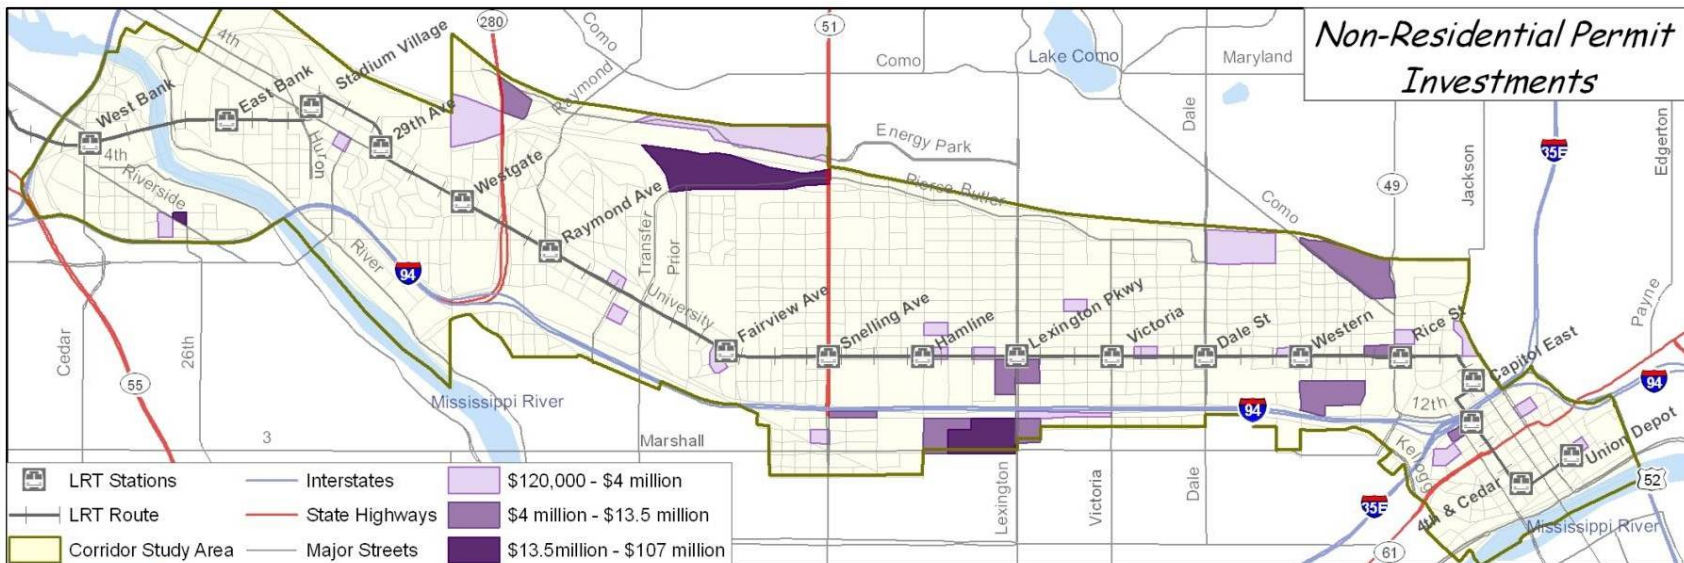 Non-Residential Permit
Investments
280
51
Como
Raymond
4th
Stadium Village
East Bank
West Bank
29th Ave
4th
Huron
Riverside
Westgate
Raymond Ave
River
94
Transfer
Prior
University
Cedar
26th
55
Mississippi River
3
Marshall
Como
Lake Como
Maryland
Energy Park
Pierce-Butler
Dale
Como
49
Jackson
35E
Edgerton
Payne
Fairview Ave
Snelling Ave
Hamline
Lexington Pkwy
Victoria
Dale St
Western
Rice St
Capitol East
94
94
12th
Kellogg
Union Depot
4th & Cedar
35E
61
52
Mississippi River
Lexington
Victoria
Dale
LRT Stations
LRT Route
Corridor Study Area
Interstates
State Highways
Major Streets
$120,000 - $4 million
$4 million - $13.5 million
$13.5million - $107 million